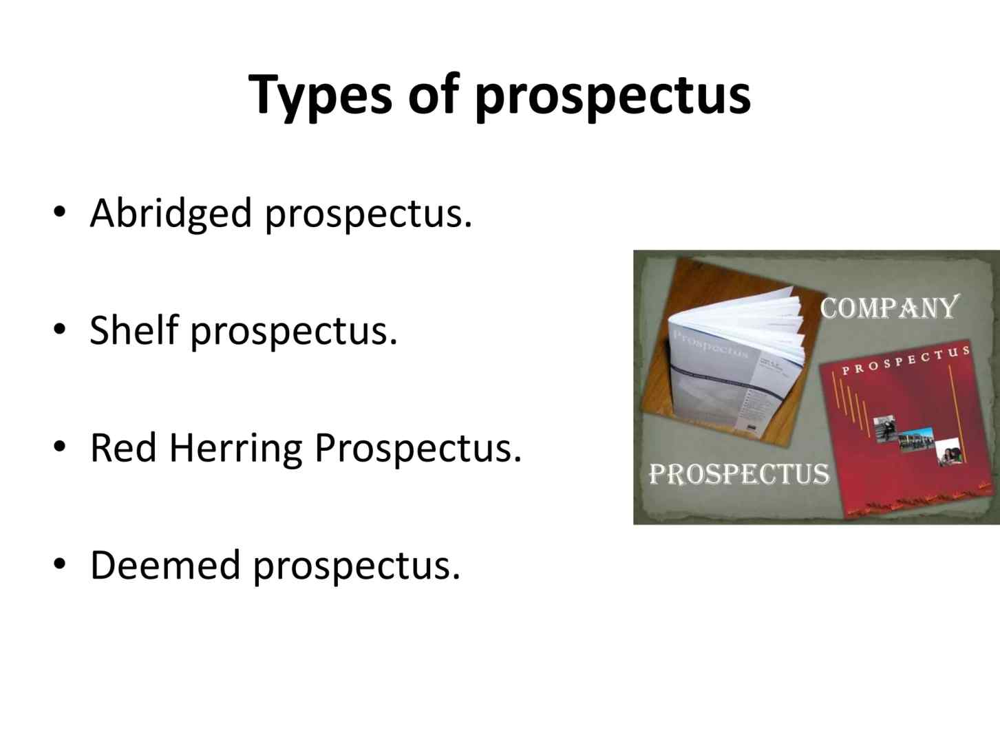 Types of prospectus
• Abridged prospectus.
• Shelf prospectus.
• Red Herring Prospectus.
• Deemed prospectus.
COMPANY
Prospectus
PROSPECTUS
PROSPECTUS